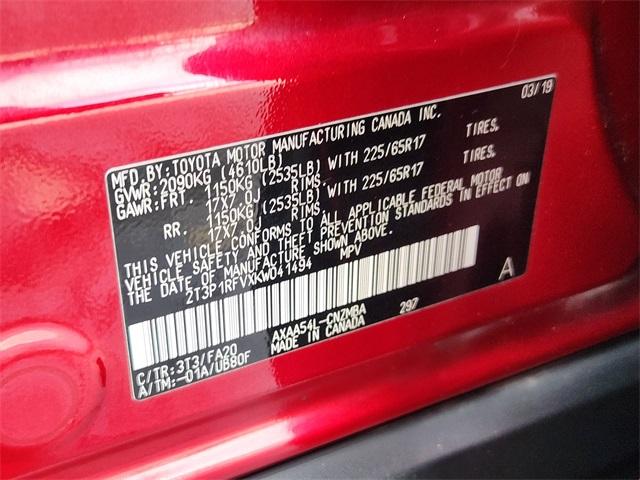 03/19
MFD.BY:TOYOTA MOTOR MANUFACTURING CANADA INC.
GVWR:2090KG (4610LB)
GAWR:FRT. 1150KG (2535LB) WITH 225/65R17 TIRES,
17X7.0J RIMS,
RR. 1150KG (2535LB) WITH 225/65R17 TIRES,
17X7.0J RIMS,
THIS VEHICLE CONFORMS TO ALL APPLICABLE FEDERAL MOTOR
VEHICLE SAFETY AND THEFT PREVENTION STANDARDS IN EFFECT ON
THE DATE OF MANUFACTURE SHOWN ABOVE.
2T3P1RFVXKW041494 MPV
A
C/TR:3T3/FA20 AXAA54L-CNZMBA 297
A/TM:-01A/UB80F MADE IN CANADA